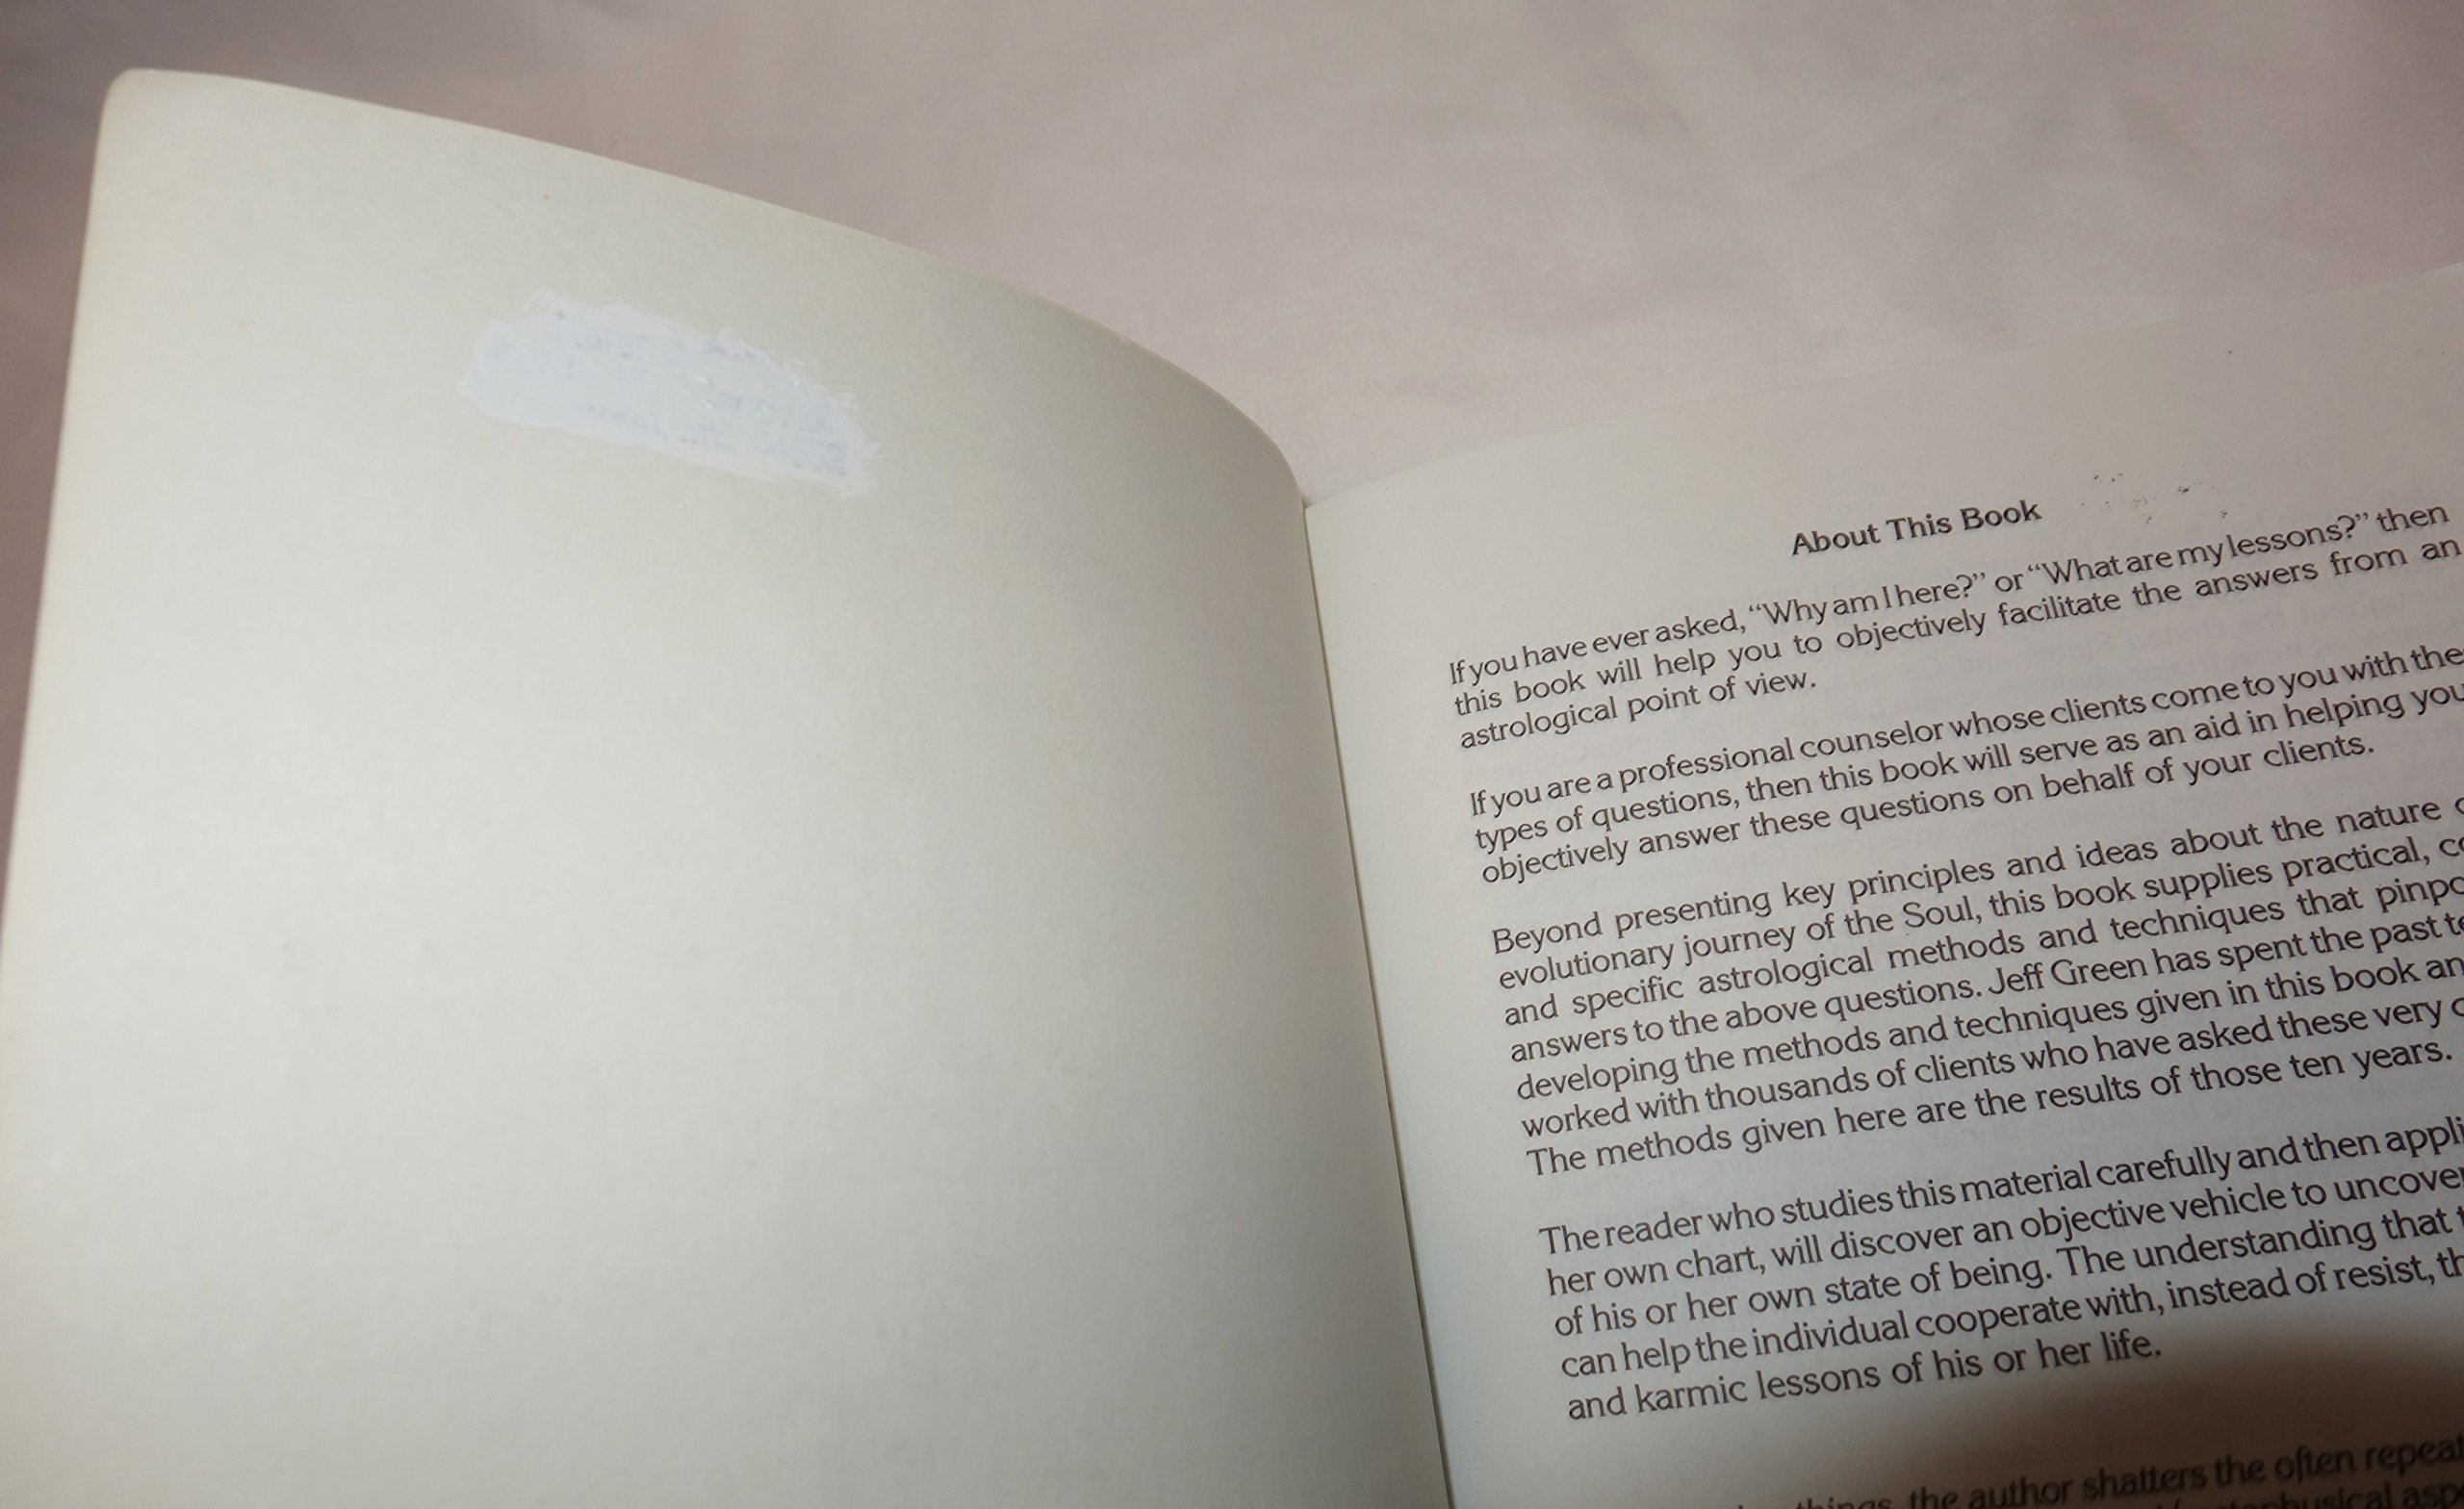 About This Book
If you have ever asked, “Why am I here?” or “What are my lessons?” then
this book will help you to objectively facilitate the answers from an
astrological point of view.
If you are a professional counselor whose clients come to you with the
types of questions, then this book will serve as an aid in helping you
objectively answer these questions on behalf of your clients.
Beyond presenting key principles and ideas about the nature
evolutionary journey of the Soul, this book supplies practical,
and specific astrological methods and techniques that
answers to the above questions. Jeff Green has spent the past
developing the methods and techniques given in this book
worked with thousands of clients who have asked these very
The methods given here are the results of those ten years.
The reader who studies this material carefully and then
her own chart, will discover an objective vehicle to
of his or her own state of being. The understanding that
can help the individual cooperate with, instead of resist,
and karmic lessons of his or her life.
the author shatters the often